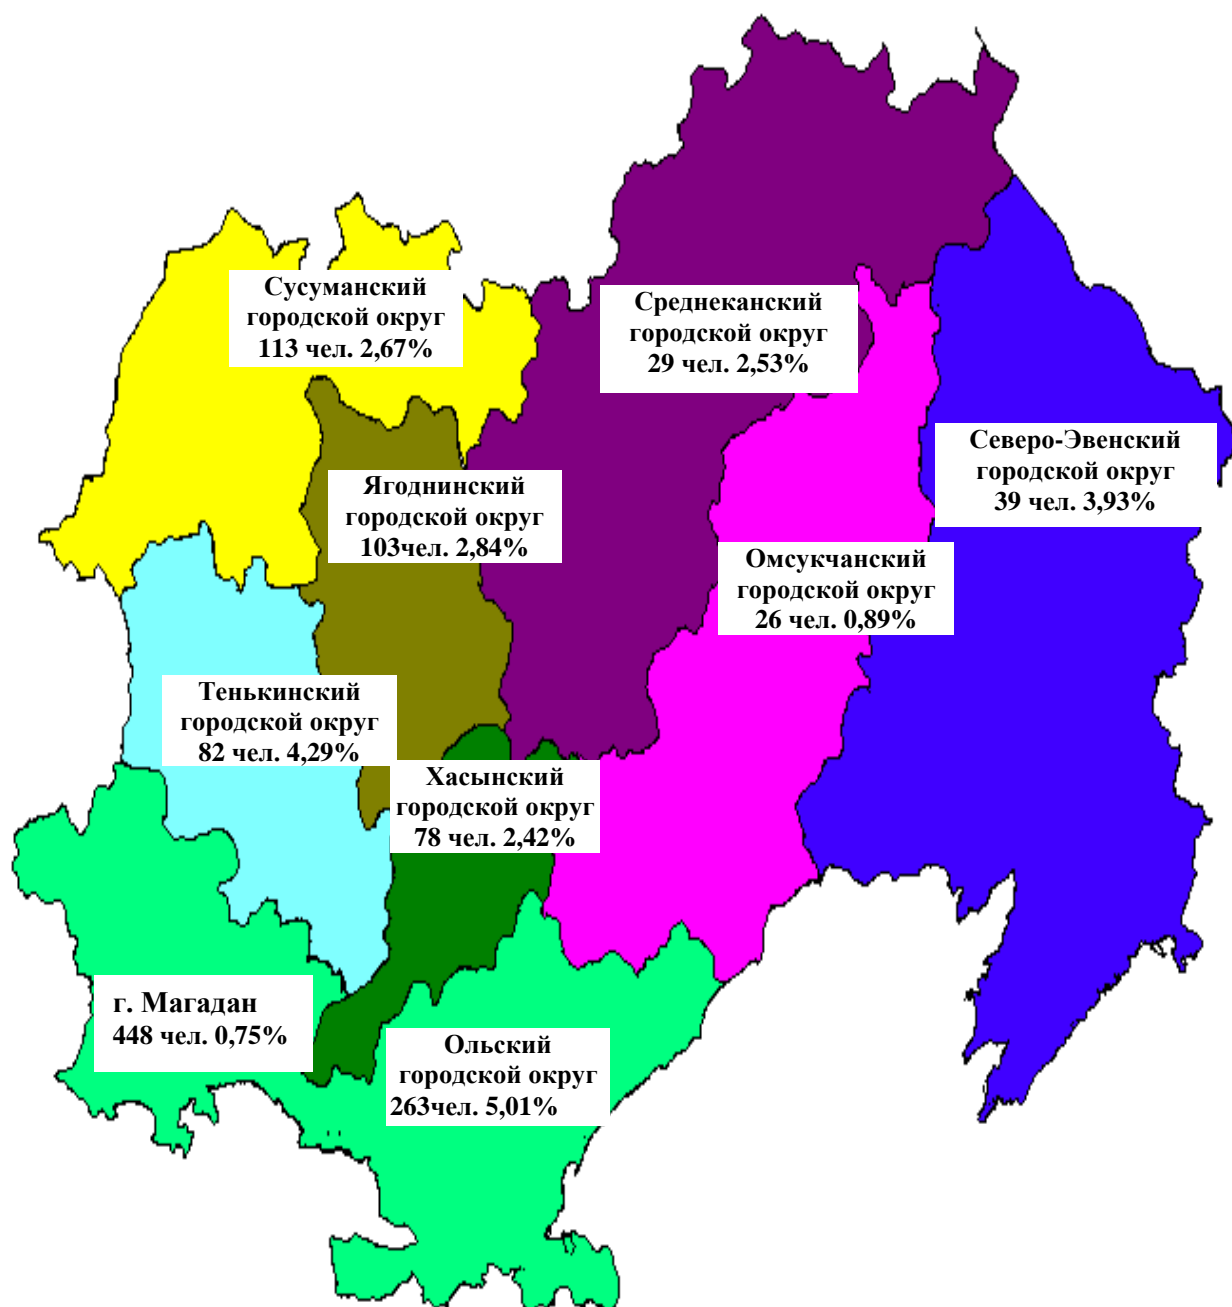 Сусуманский
городской округ
113 чел. 2,67%
Среднеканский
городской округ
29 чел. 2,53%
Северо-Эвенский
городской округ
39 чел. 3,93%
Ягоднинский
городской округ
103чел. 2,84%
Омсукчанский
городской округ
26 чел. 0,89%
Тенькинский
городской округ
82 чел. 4,29%
Хасынский
городской округ
78 чел. 2,42%
г. Магадан
448 чел. 0,75%
Ольский
городской округ
263чел. 5,01%